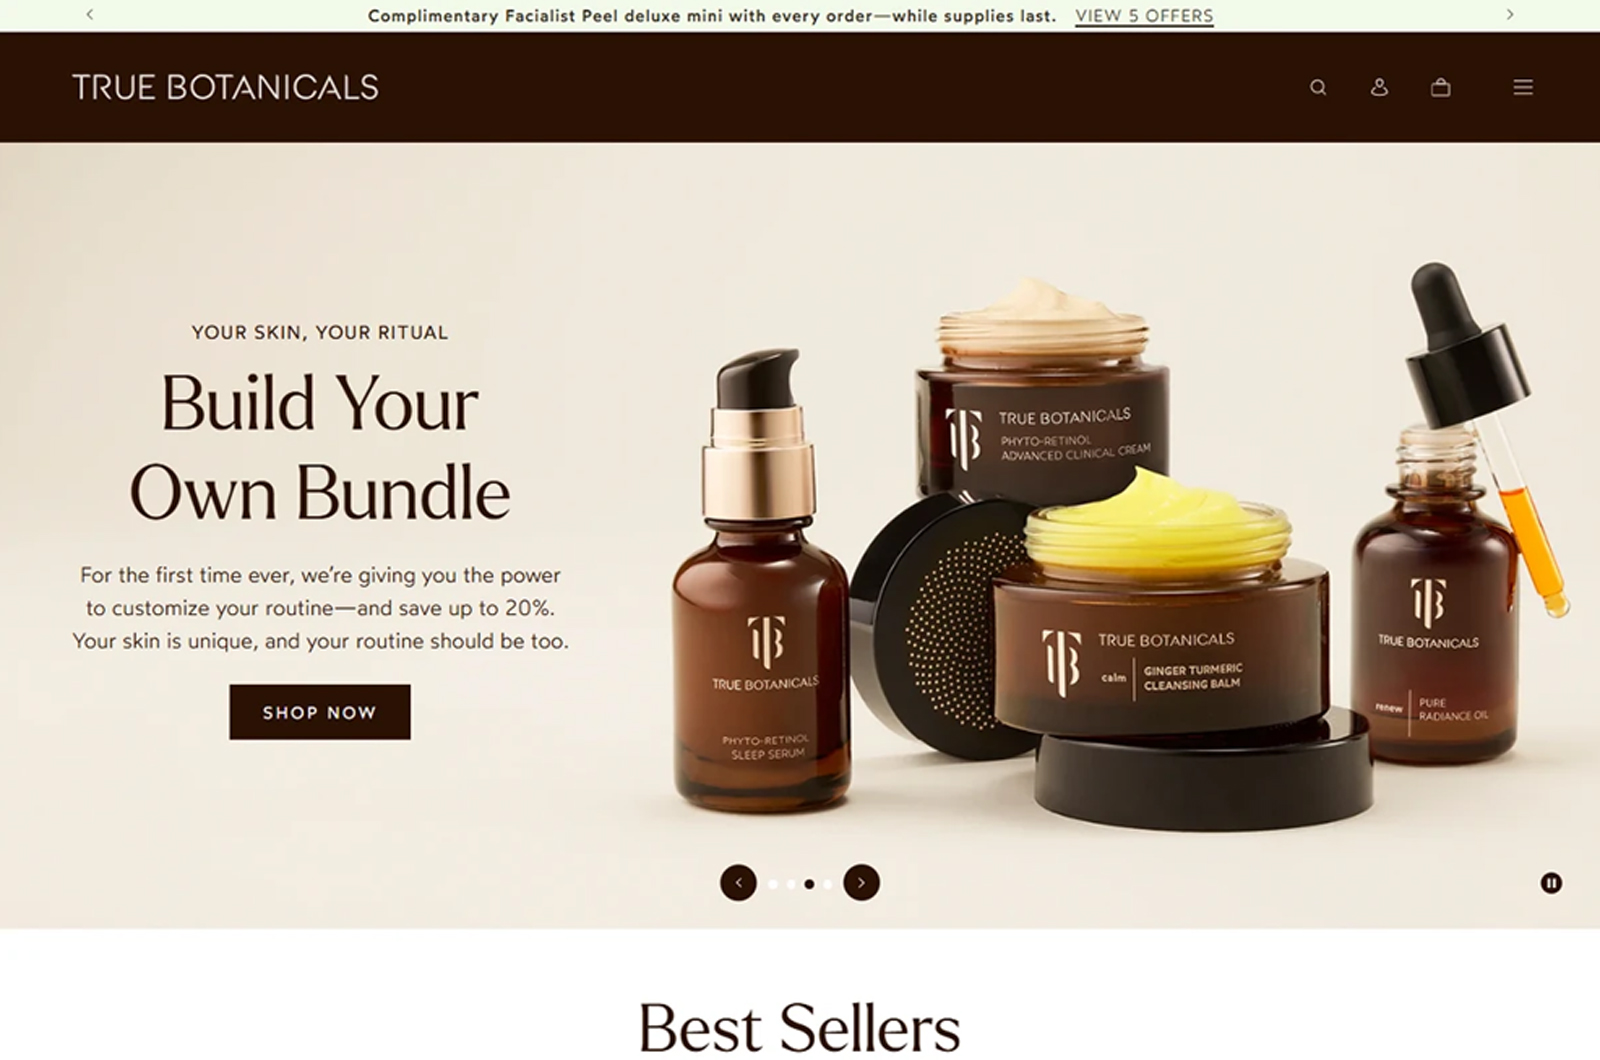 Complimentary Facialist Peel deluxe mini with every order—while supplies last. VIEW 5 OFFERS
TRUE BOTANICALS
YOUR SKIN, YOUR RITUAL
Build Your
Own Bundle
For the first time ever, we’re giving you the power
to customize your routine—and save up to 20%.
Your skin is unique, and your routine should be too.
SHOP NOW
TB
TRUE BOTANICALS
PHYTO-RETINOL
SLEEP SERUM
TB
TRUE BOTANICALS
PHYTO-RETINOL
ADVANCED CLINICAL CREAM
TB
TRUE BOTANICALS
calm
GINGER TURMERIC
CLEANSING BALM
TB
TRUE BOTANICALS
renew
PURE
RADIANCE OIL
Best Sellers